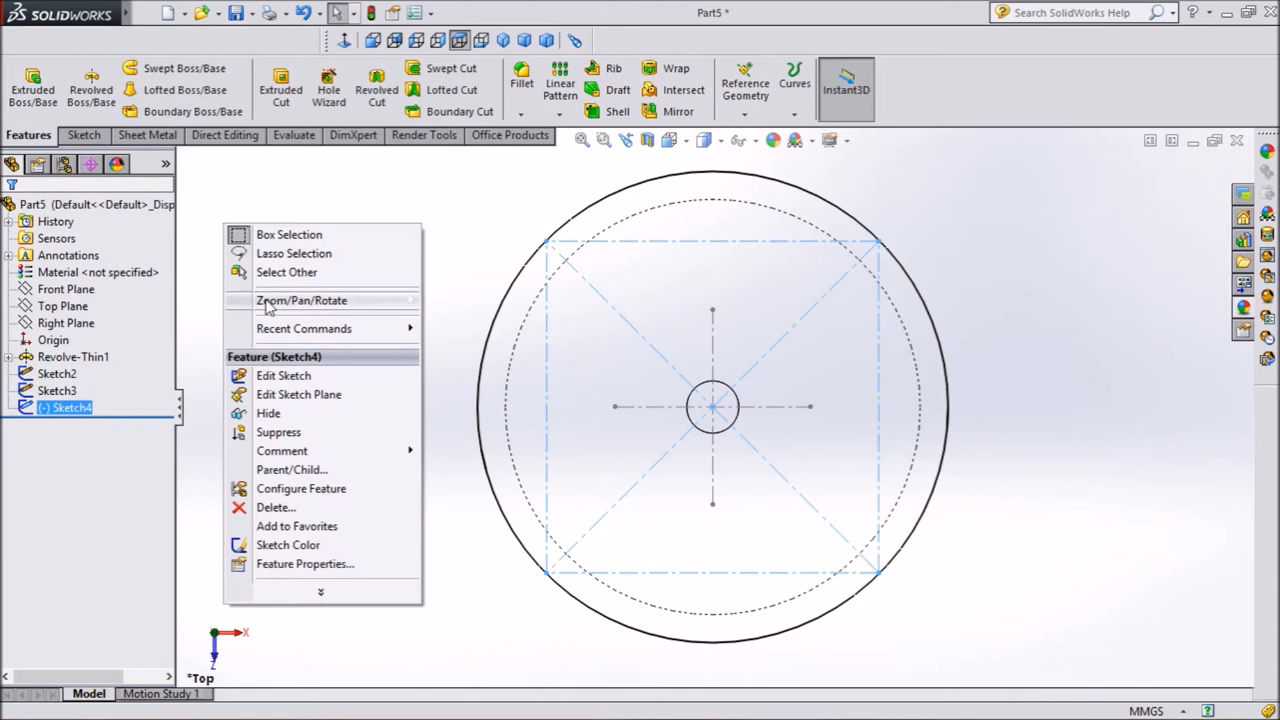 SOLIDWORKS
Part5 *
Search SolidWorks Help
Extruded Boss/Base
Revolved Boss/Base
Swept Boss/Base
Lofted Boss/Base
Boundary Boss/Base
Extruded Cut
Hole Wizard
Revolved Cut
Swept Cut
Lofted Cut
Boundary Cut
Fillet
Linear Pattern
Rib
Draft
Shell
Wrap
Intersect
Mirror
Reference Geometry
Curves
Instant3D
Features
Sketch
Sheet Metal
Direct Editing
Evaluate
DimXpert
Render Tools
Office Products
Part5 (Default<<Default>_Disp
History
Sensors
Annotations
Material <not specified>
Front Plane
Top Plane
Right Plane
Origin
Revolve-Thin1
Sketch2
Sketch3
(-) Sketch4
Box Selection
Lasso Selection
Select Other
Zoom/Pan/Rotate
Recent Commands
Feature (Sketch4)
Edit Sketch
Edit Sketch Plane
Hide
Suppress
Comment
Parent/Child...
Configure Feature
Delete...
Add to Favorites
Sketch Color
Feature Properties...
X
Z
*Top
Model
Motion Study 1
MMGS